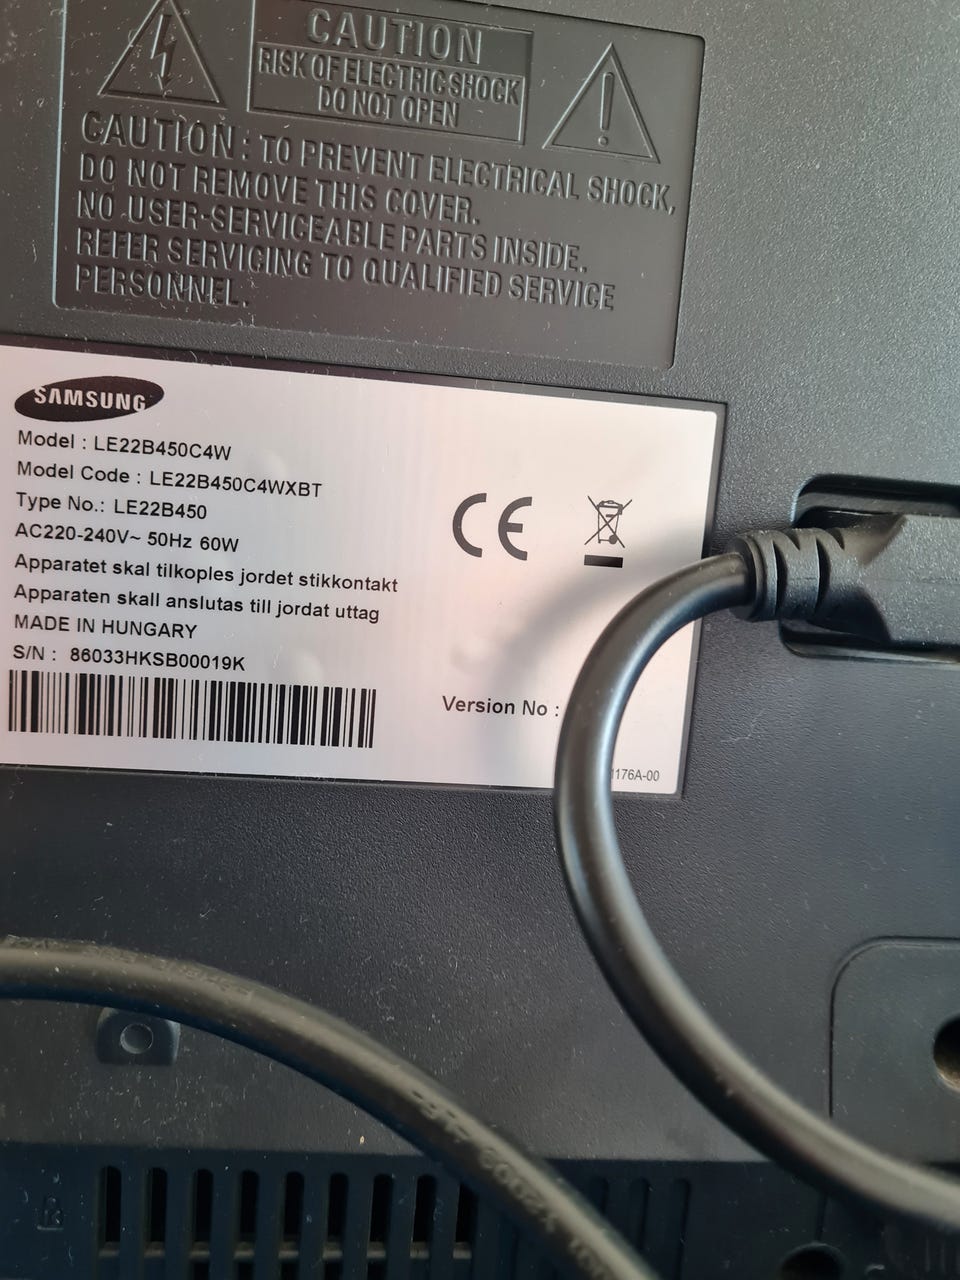 CAUTION
RISK OF ELECTRIC SHOCK
DO NOT OPEN
CAUTION : TO PREVENT ELECTRICAL SHOCK,
DO NOT REMOVE THIS COVER.
NO USER-SERVICEABLE PARTS INSIDE.
REFER SERVICING TO QUALIFIED SERVICE
PERSONNEL.
SAMSUNG
Model : LE22B450C4W
Model Code : LE22B450C4WXBT
Type No.: LE22B450
AC220-240V~ 50Hz 60W
Apparatet skal tilkoples jordet stikkontakt
Apparaten skall anslutas till jordat uttag
MADE IN HUNGARY
S/N : 86033HKSB00019K
CE
Version No :
176A-00